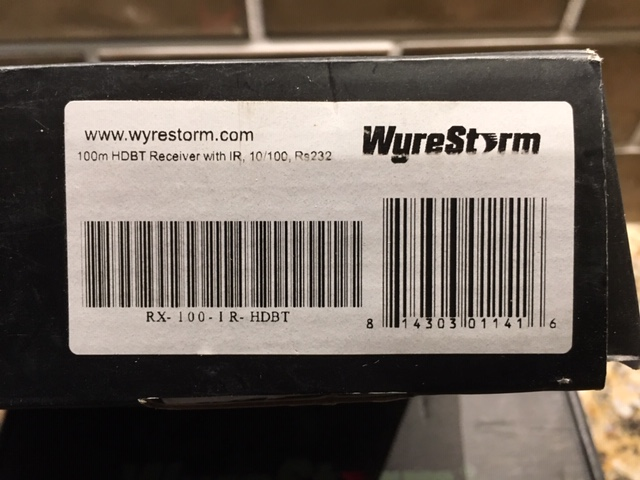 www.wyrestorm.com
WyreStorm
100m HDBT Receiver with IR, 10/100, Rs232
RX-100-IR-HDBT
8 14303 01141 6